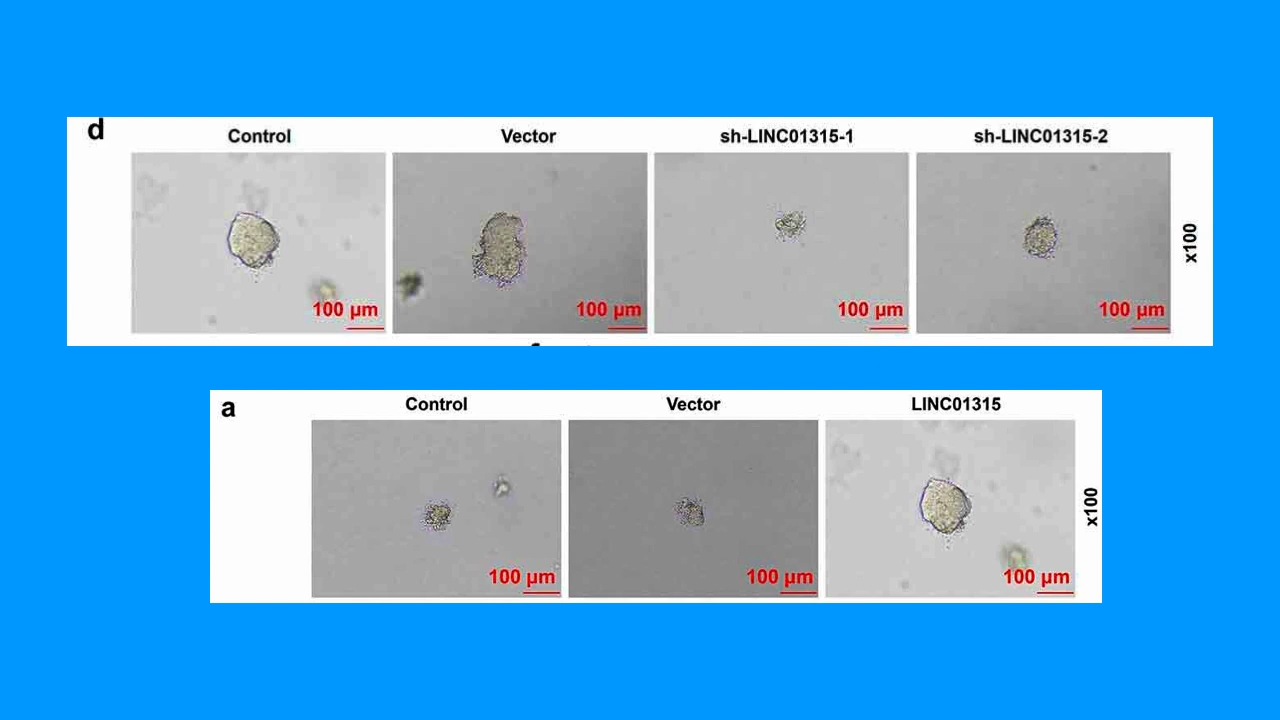 d
Control Vector sh-LINC01315-1 sh-LINC01315-2
x100
100 µm 100 µm 100 µm 100 µm
a
Control Vector LINC01315
x100
100 µm 100 µm 100 µm